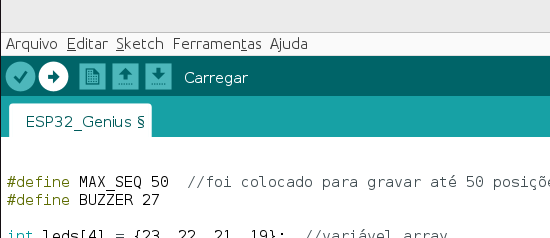 Arquivo Editar Sketch Ferramentas Ajuda
Carregar
ESP32_Genius §
#define MAX_SEQ 50 //foi colocado para gravar até 50
#define BUZZER 27
int leds[4] = {23, 22, 21, 19}; //variável array